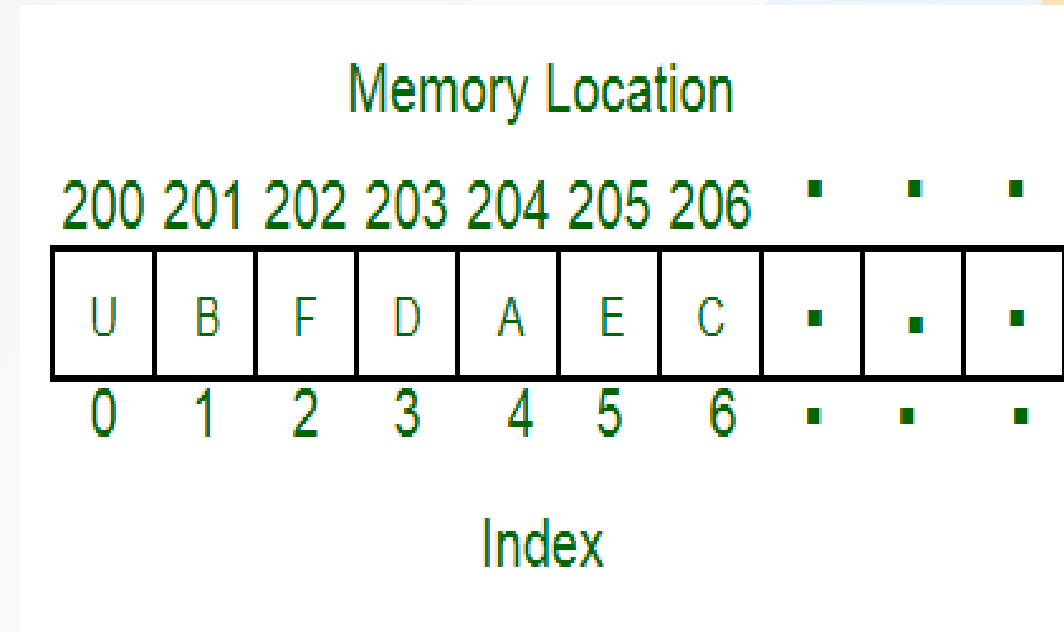 Memory Location
200 201 202 203 204 205 206 . . .
U B F D A E C . . .
0 1 2 3 4 5 6 . . .
Index